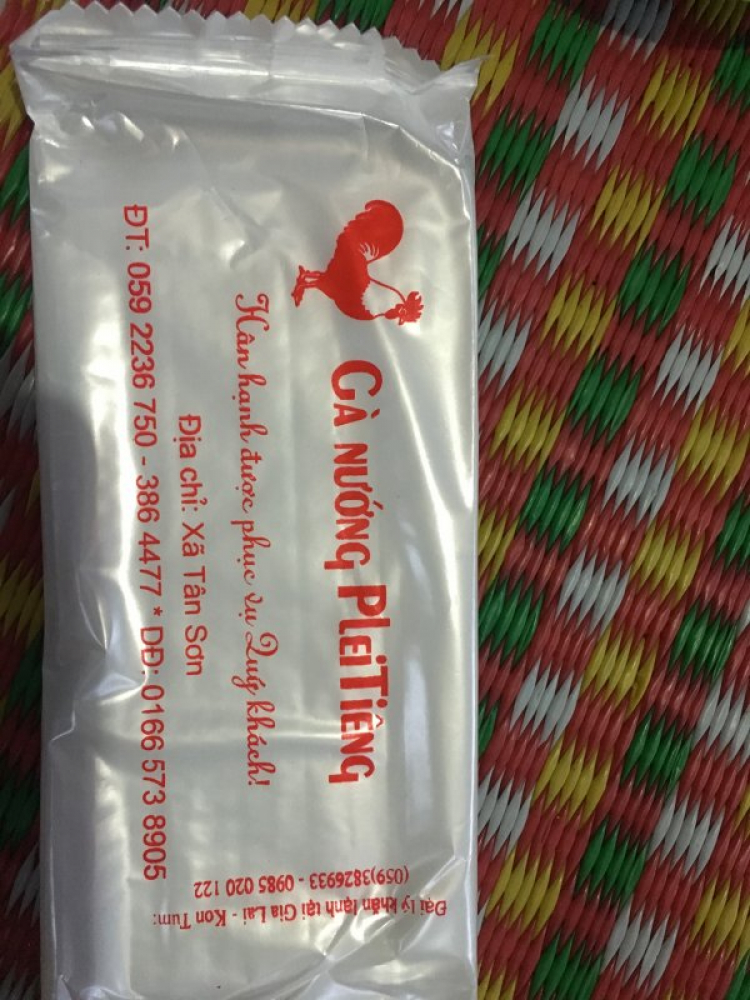 GÀ NƯỚNG PLEITIÊNG
Hân hạnh được phục vụ Quý khách!
Địa chỉ: Xã Tân Sơn
ĐT: 059 2236 750 - 386 4477 * DĐ: 0166 573 8905
Đại lý khăn lạnh tại Gia Lai - Kon Tum:
(059)3826933 - 0985 020 122